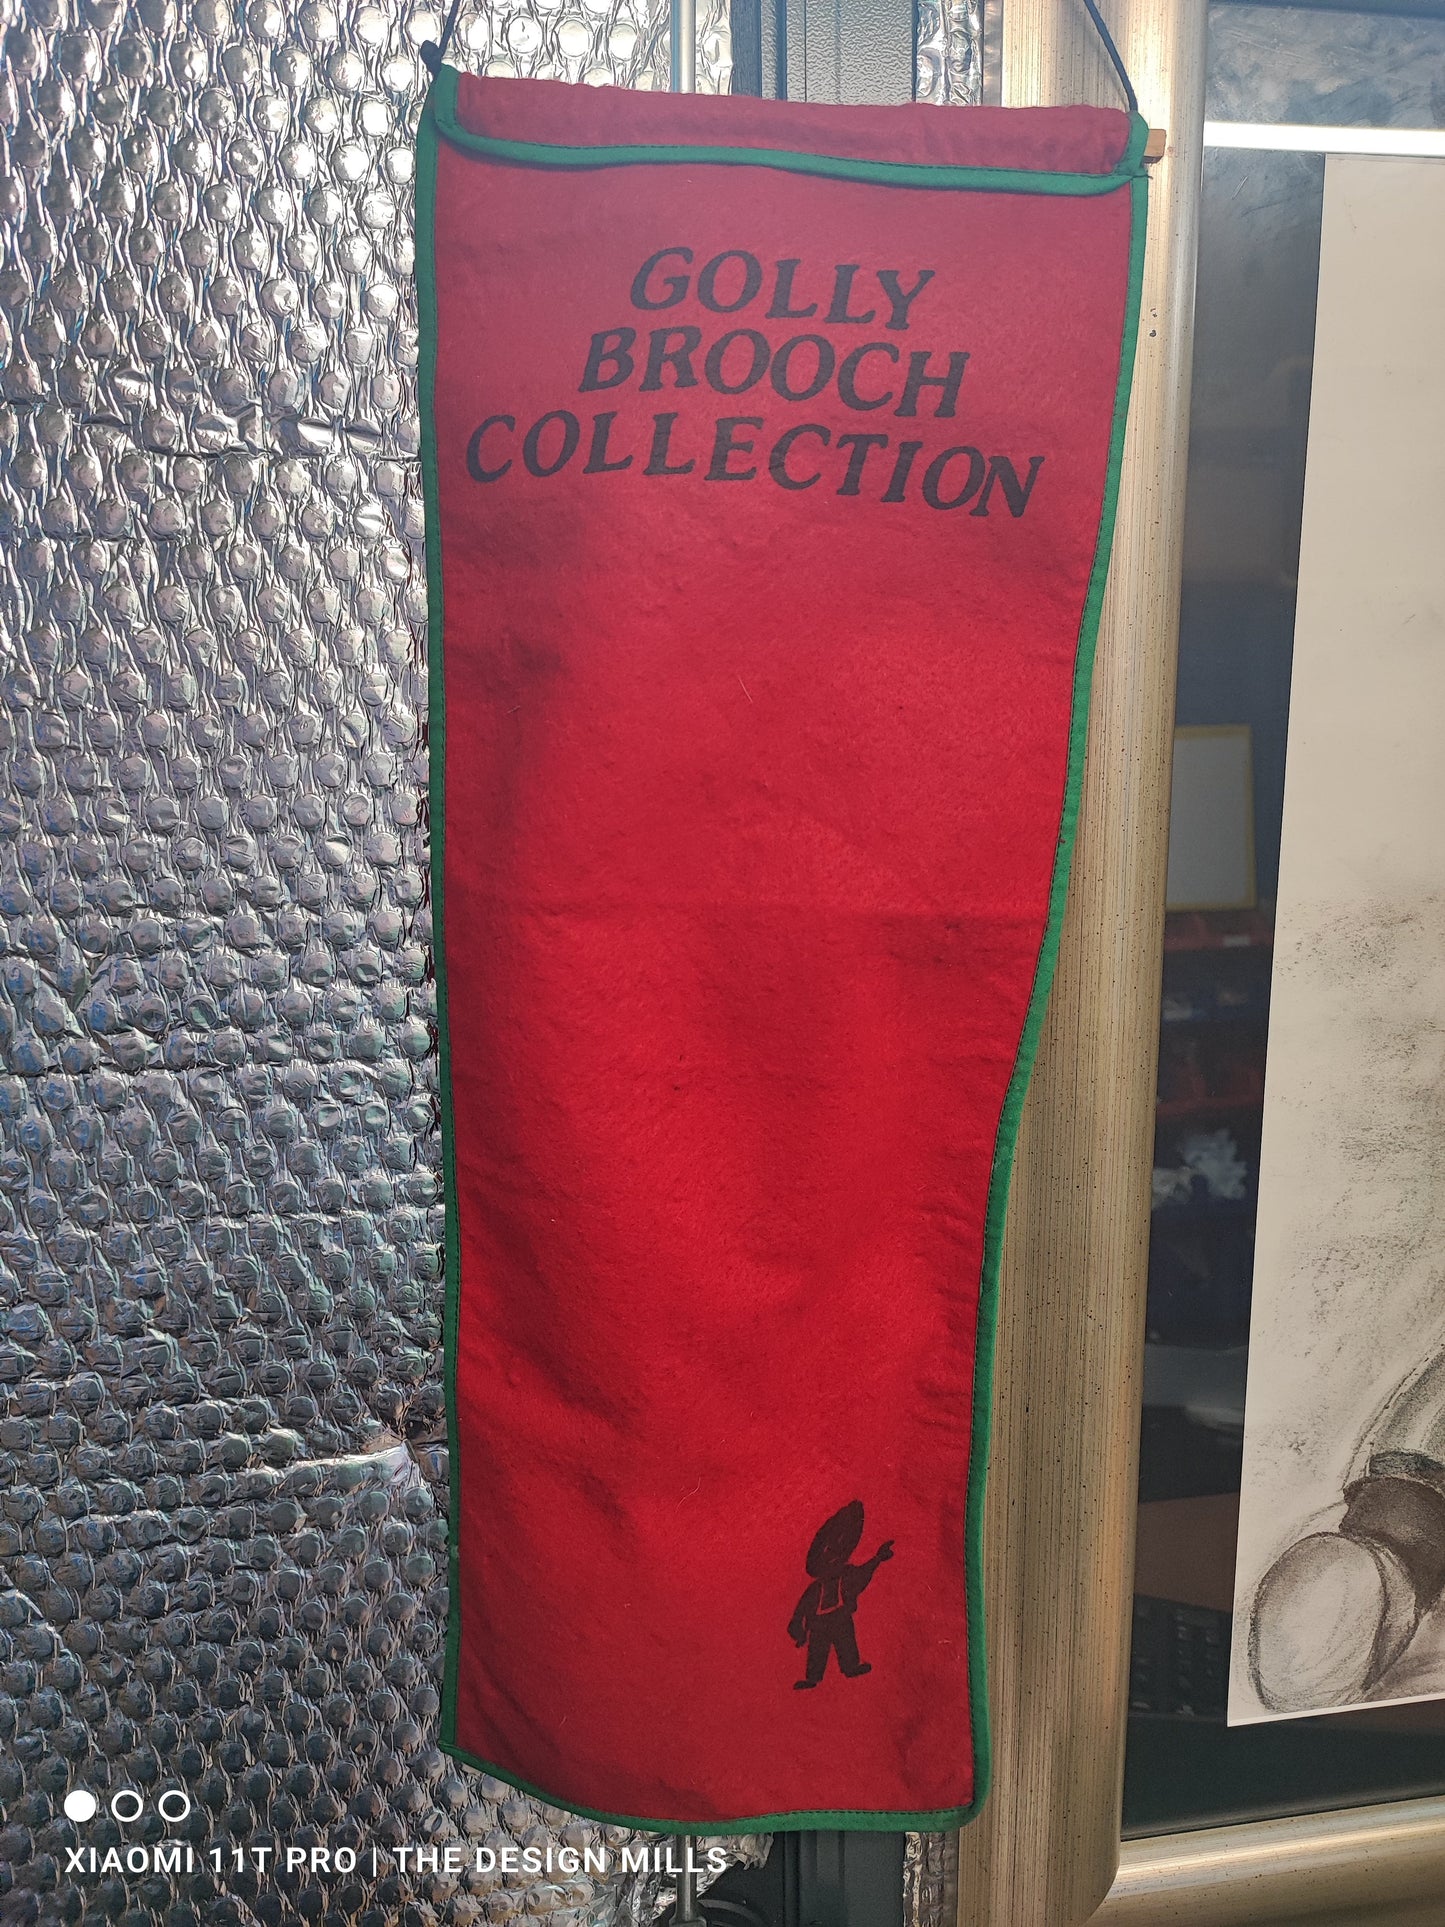 GOLLY
BROOCH
COLLECTION
XIAOMI 11T PRO | THE DESIGN MILLS